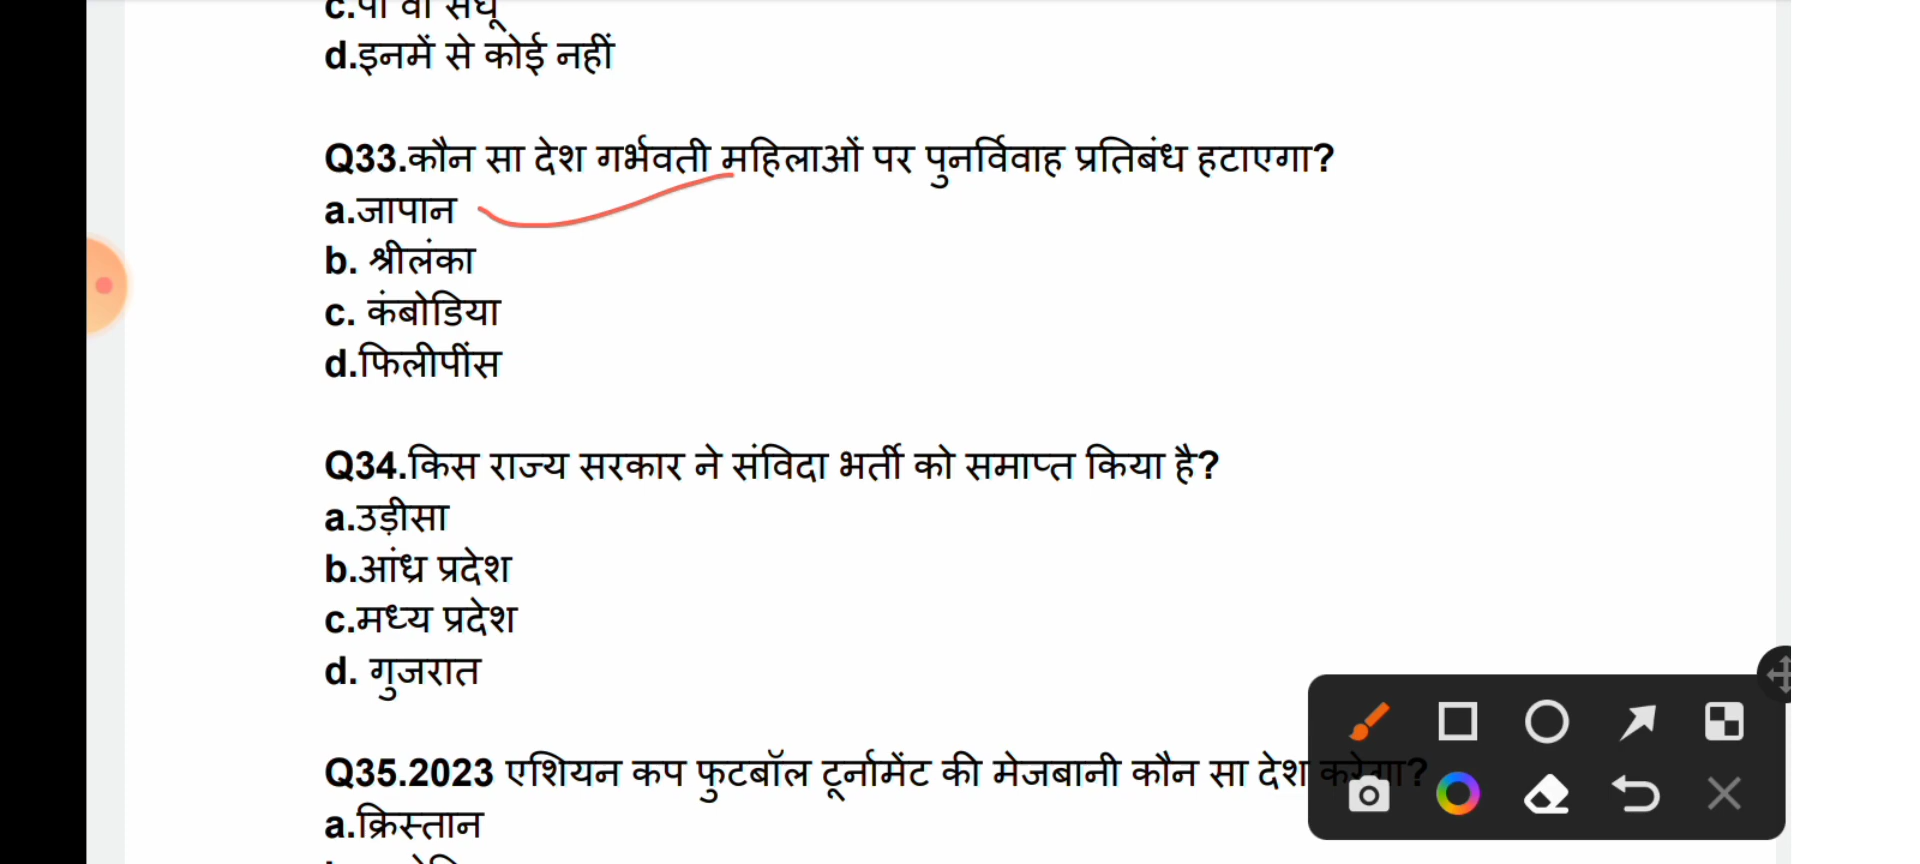 c.पी वी संधू
d.इनमें से कोई नहीं
Q33.कौन सा देश गर्भवती महिलाओं पर पुनर्विवाह प्रतिबंध हटाएगा?
a.जापान
b. श्रीलंका
c. कंबोडिया
d.फिलीपींस
Q34.किस राज्य सरकार ने संविदा भर्ती को समाप्त किया है?
a.उड़ीसा
b.आंध्र प्रदेश
c.मध्य प्रदेश
d. गुजरात
Q35.2023 एशियन कप फुटबॉल टूर्नामेंट की मेजबानी कौन सा देश करेगा?
a.क्रिस्तान